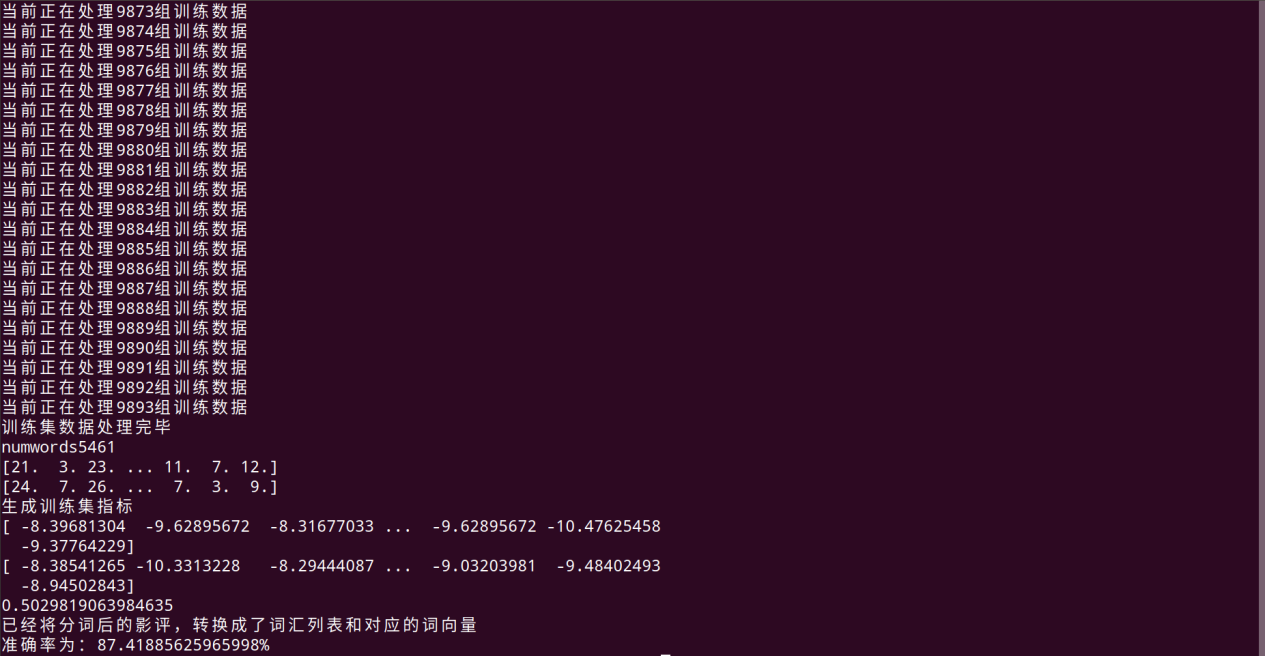 当前正在处理9873组训练数据
当前正在处理9874组训练数据
当前正在处理9875组训练数据
当前正在处理9876组训练数据
当前正在处理9877组训练数据
当前正在处理9878组训练数据
当前正在处理9879组训练数据
当前正在处理9880组训练数据
当前正在处理9881组训练数据
当前正在处理9882组训练数据
当前正在处理9883组训练数据
当前正在处理9884组训练数据
当前正在处理9885组训练数据
当前正在处理9886组训练数据
当前正在处理9887组训练数据
当前正在处理9888组训练数据
当前正在处理9889组训练数据
当前正在处理9890组训练数据
当前正在处理9891组训练数据
当前正在处理9892组训练数据
当前正在处理9893组训练数据
训练集数据处理完毕
numwords5461
[21.  3. 23. ... 11.  7. 12.]
[24.  7. 26. ...  7.  3.  9.]
生成训练集指标
[ -8.39681304  -9.62895672  -8.31677033 ...  -9.62895672 -10.47625458
  -9.37764229]
[ -8.38541265 -10.3313228   -8.29444087 ...  -9.03203981  -9.48402493
  -8.94502843]
0.5029819063984635
已经将分词后的影评，转换成了词汇列表和对应的词向量
准确率为：87.41885625965998%